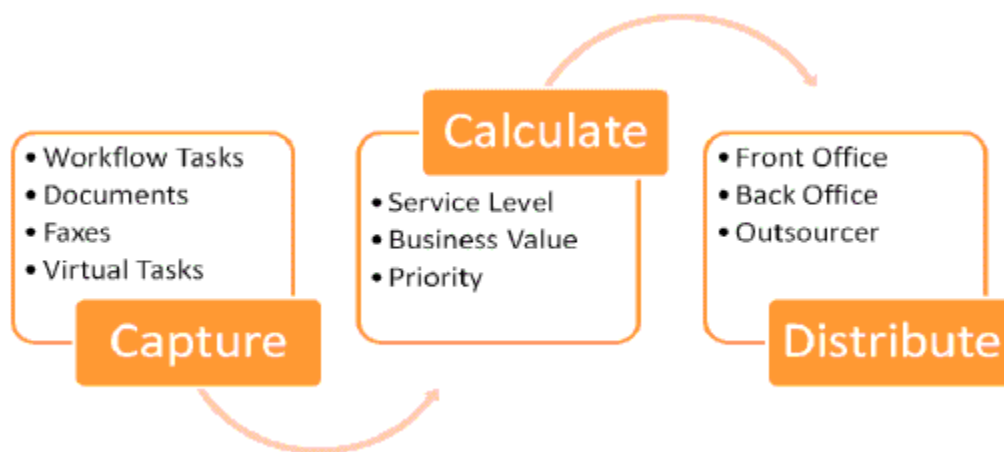 • Workflow Tasks
• Documents
• Faxes
• Virtual Tasks
Capture
Calculate
• Service Level
• Business Value
• Priority
• Front Office
• Back Office
• Outsourcer
Distribute